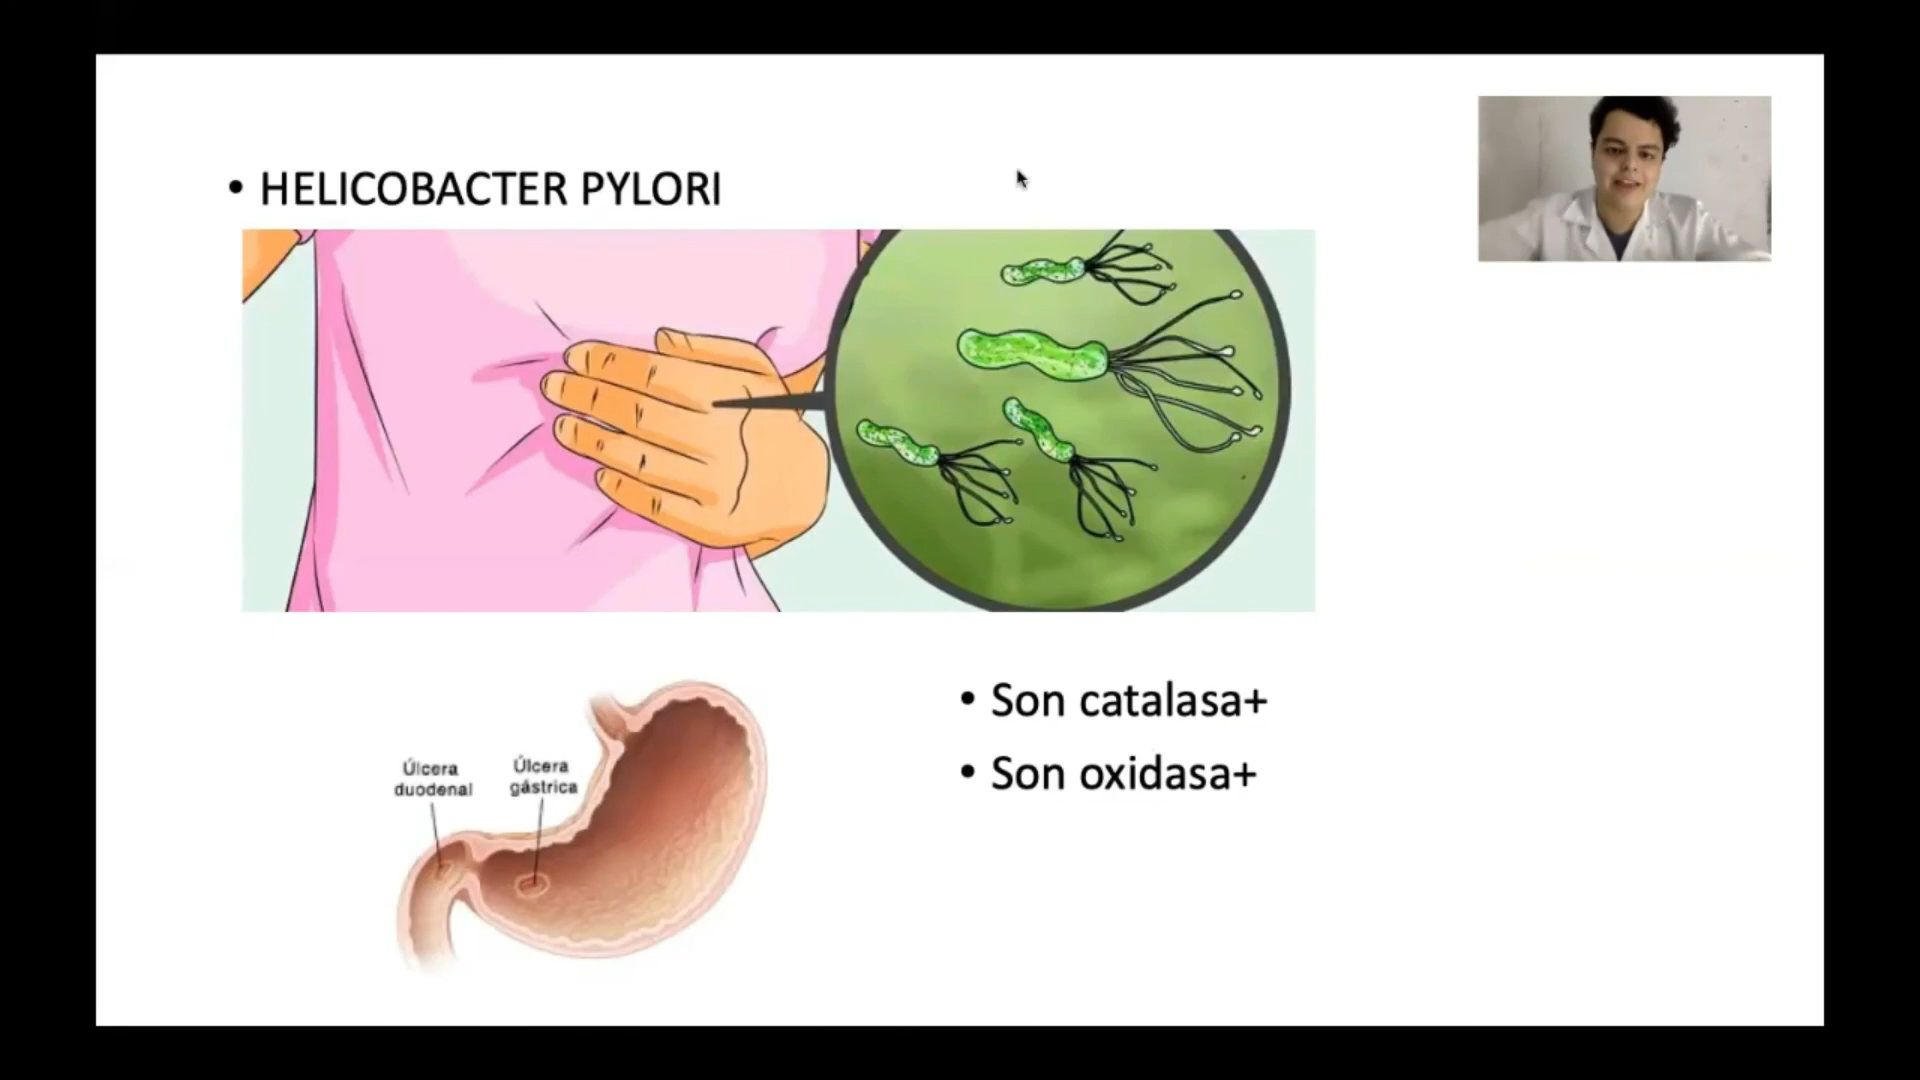 • HELICOBACTER PYLORI
• Son catalasa+
• Son oxidasa+
Úlcera
duodenal
Úlcera
gástrica